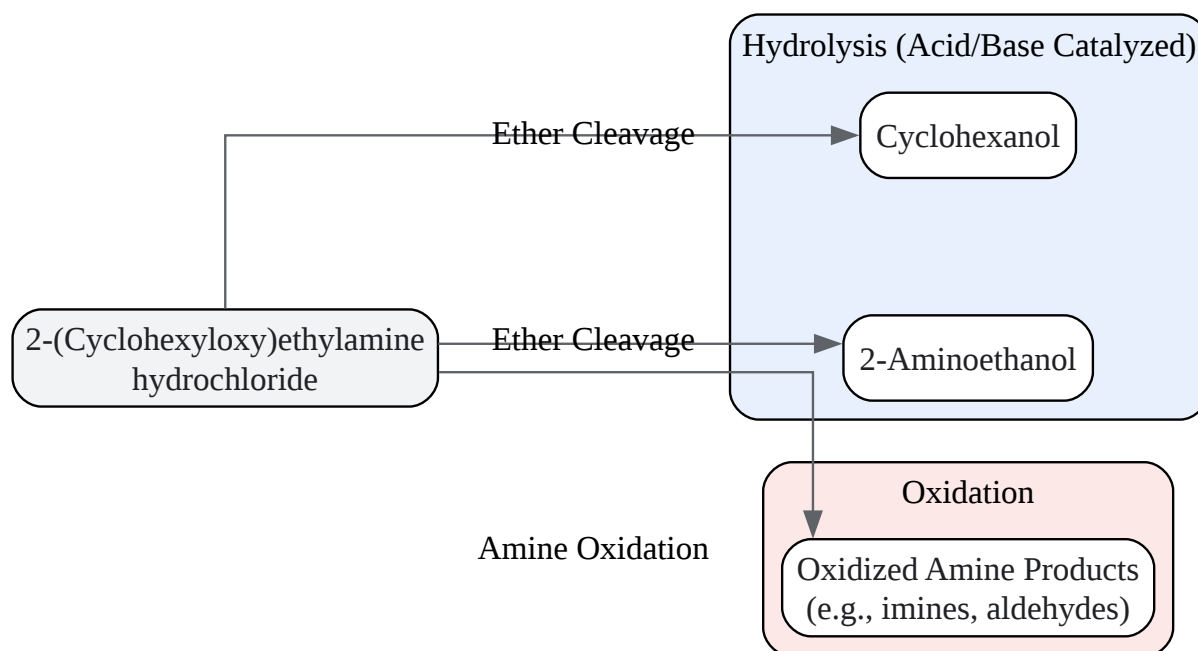 Hydrolysis (Acid/Base Catalyzed)
Ether Cleavage
Cyclohexanol
2-(Cyclohexyloxy)ethylamine
hydrochloride
Ether Cleavage
2-Aminoethanol
Oxidation
Amine Oxidation
Oxidized Amine Products
(e.g., imines, aldehydes)